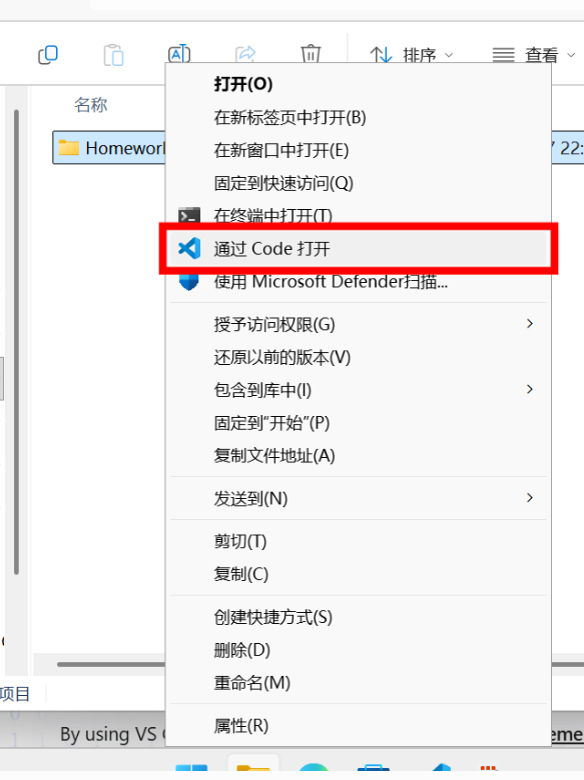 排序
查看
名称
打开(O)
Homework
22:
在新标签页中打开(B)
在新窗口中打开(E)
固定到快速访问(Q)
在终端中打开(T)
通过 Code 打开
使用 Microsoft Defender扫描...
授予访问权限(G)
还原以前的版本(V)
包含到库中(I)
固定到"开始"(P)
复制文件地址(A)
发送到(N)
剪切(T)
复制(C)
创建快捷方式(S)
删除(D)
重命名(M)
项目
属性(R)
By using VS
eme